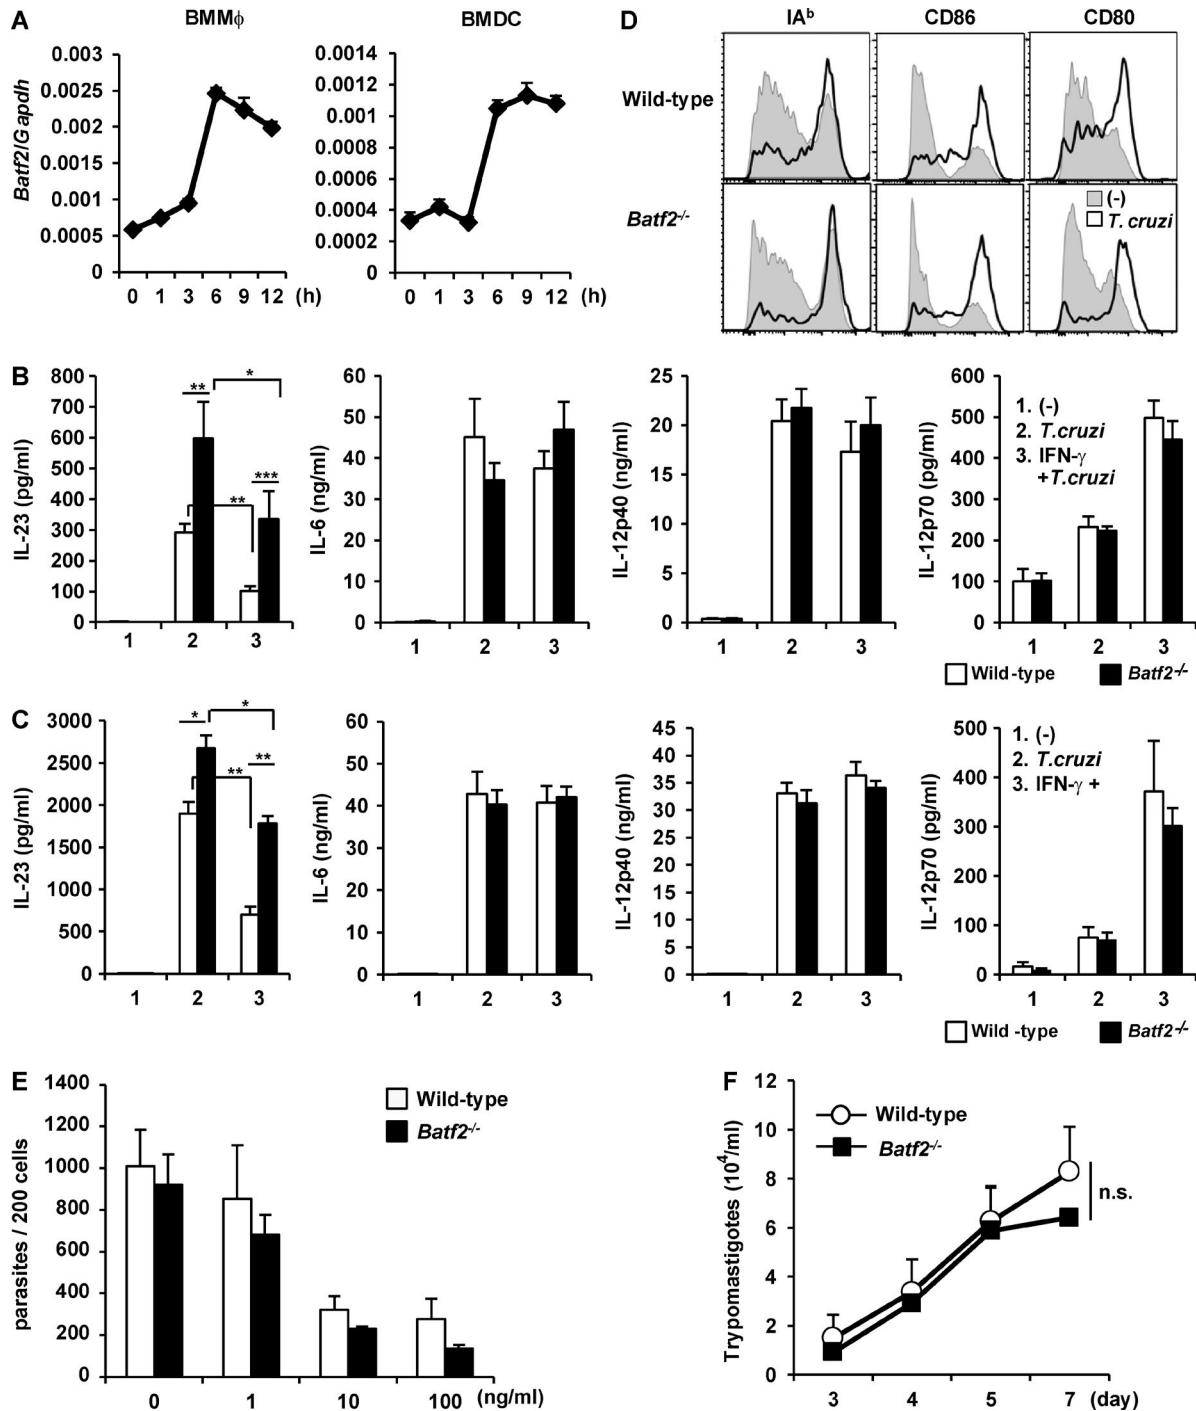 A
BMMϕ
BMDC
Batf2/Gapdh
0.003
0.0025
0.002
0.0015
0.001
0.0005
0
0 1 3 6 9 12 (h)
0.0014
0.0012
0.001
0.0008
0.0006
0.0004
0.0002
0
0 1 3 6 9 12 (h)
D
IAᵇ
CD86
CD80
Wild-type
Batf2-/-
(-)
T. cruzi
B
IL-23 (pg/ml)
800
700
600
500
400
300
200
100
0
**
*
**
***
1 2 3
IL-6 (ng/ml)
60
50
40
30
20
10
0
1 2 3
IL-12p40 (ng/ml)
25
20
15
10
5
0
1 2 3
IL-12p70 (pg/ml)
600
500
400
300
200
100
0
1. (-)
2. T.cruzi
3. IFN-γ
+T.cruzi
1 2 3
Wild-type
Batf2-/-
C
IL-23 (pg/ml)
3000
2500
2000
1500
1000
500
0
*
*
**
**
1 2 3
IL-6 (ng/ml)
60
50
40
30
20
10
0
1 2 3
IL-12p40 (ng/ml)
45
40
35
30
25
20
15
10
5
0
1 2 3
IL-12p70 (pg/ml)
500
400
300
200
100
0
1. (-)
2. T.cruzi
3. IFN-γ +
1 2 3
Wild -type
Batf2-/-
E
parasites / 200 cells
1400
1200
1000
800
600
400
200
0
Wild-type
Batf2-/-
0 1 10 100 (ng/ml)
F
Trypomastigotes (10⁴/ml)
12
10
8
6
4
2
0
Wild-type
Batf2-/-
n.s.
3 4 5 7 (day)